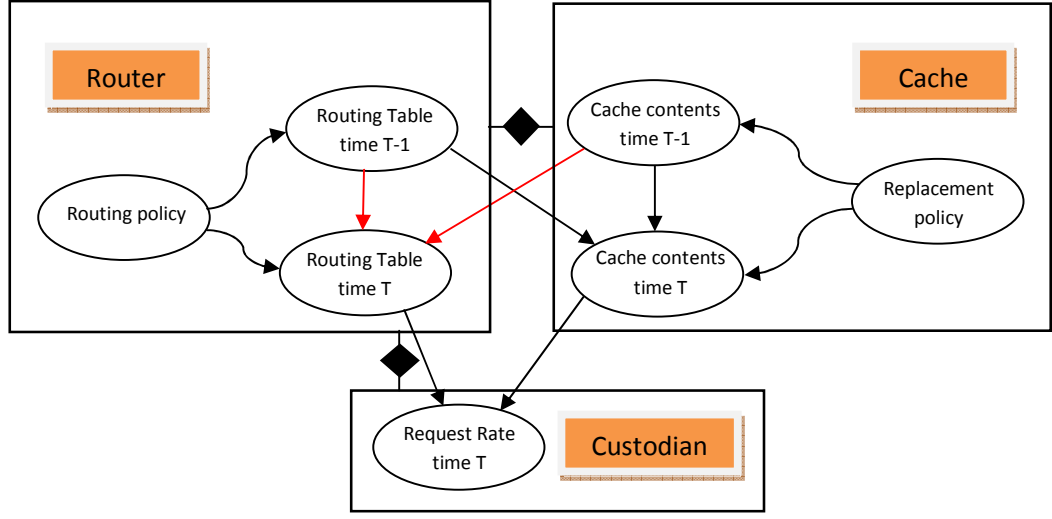 Router
Cache
Routing Table
time T-1
Cache contents
time T-1
Routing policy
Replacement
policy
Routing Table
time T
Cache contents
time T
Request Rate
time T
Custodian